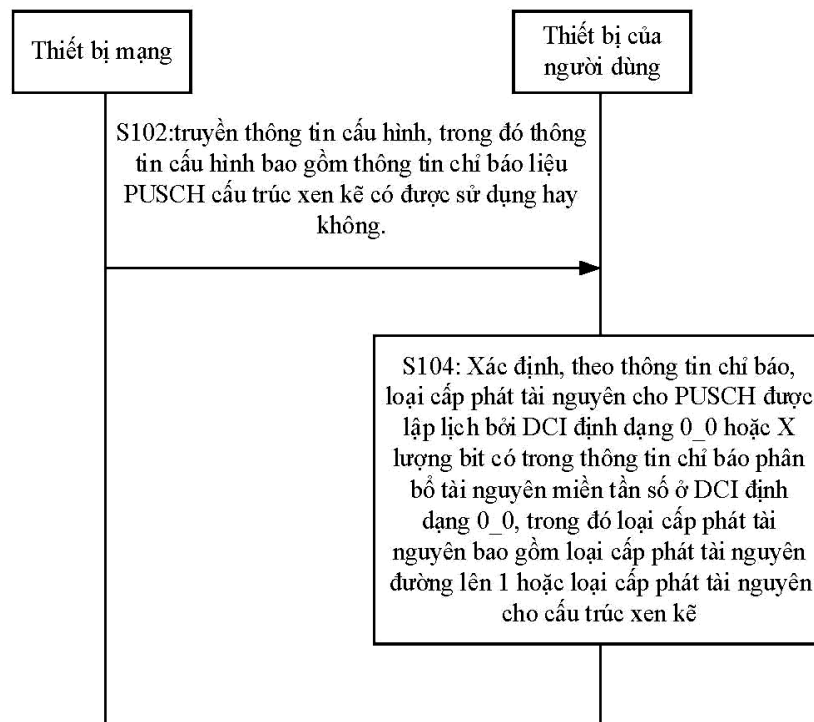 Thiết bị mạng
Thiết bị của
người dùng
S102:truyền thông tin cấu hình, trong đó thông
tin cấu hình bao gồm thông tin chỉ báo liệu
PUSCH cấu trúc xen kẽ có được sử dụng hay
không.
S104: Xác định, theo thông tin chỉ báo,
loại cấp phát tài nguyên cho PUSCH được
lập lịch bởi DCI định dạng 0_0 hoặc X
lượng bit có trong thông tin chỉ báo phân
bổ tài nguyên miền tần số ở DCI định
dạng 0_0, trong đó loại cấp phát tài
nguyên bao gồm loại cấp phát tài nguyên
đường lên 1 hoặc loại cấp phát tài nguyên
cho cấu trúc xen kẽ